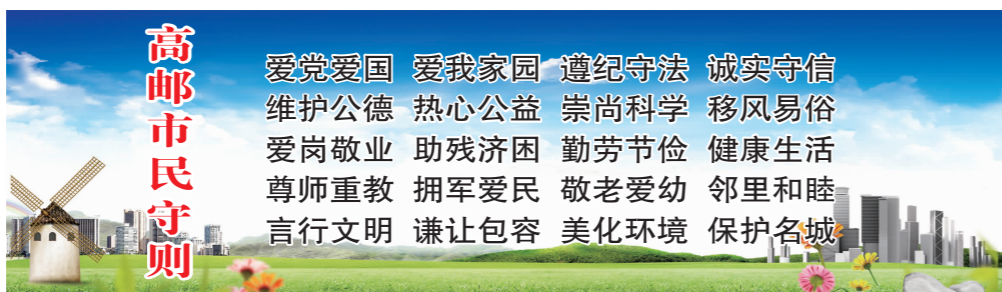 高邮市民守则
爱党爱国 爱我家园 遵纪守法 诚实守信
维护公德 热心公益 崇尚科学 移风易俗
爱岗敬业 助残济困 勤劳节俭 健康生活
尊师重教 拥军爱民 敬老爱幼 邻里和睦
言行文明 谦让包容 美化环境 保护名城